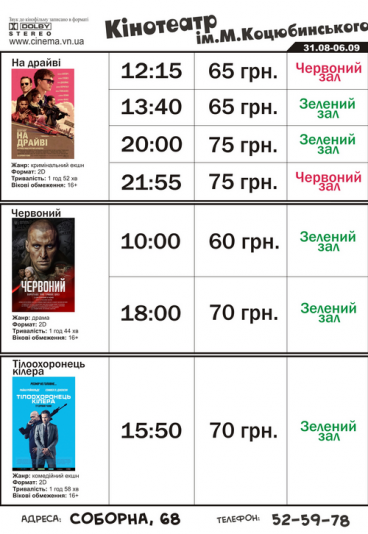 Звук до кінофільму записано в форматі
DOLBY
STEREO
www.cinema.vn.ua
Кінотеатр
ім.М.Коцюбинського
31.08-06.09
На драйві
НА
ДРАЙВІ
Жанр: кримінальний екшн
Формат: 2D
Тривалість: 1 год 52 хв
Вікові обмеження: 16+
12:15 65 грн. Червоний зал
13:40 65 грн. Зелений зал
20:00 75 грн. Зелений зал
21:55 75 грн. Червоний зал
Червоний
ЧЕРВОНИЙ
Жанр: драма
Формат: 2D
Тривалість: 1 год 44 хв
Вікові обмеження: 16+
10:00 60 грн. Зелений зал
18:00 70 грн. Зелений зал
Тілоохоронець
кілера
ТІЛООХОРОНЕЦЬ
КІЛЕРА
Жанр: комедійний екшн
Формат: 2D
Тривалість: 1 год 58 хв
Вікові обмеження: 16+
15:50 70 грн. Зелений зал
АДРЕСА: СОБОРНА, 68 ТЕЛЕФОН: 52-59-78